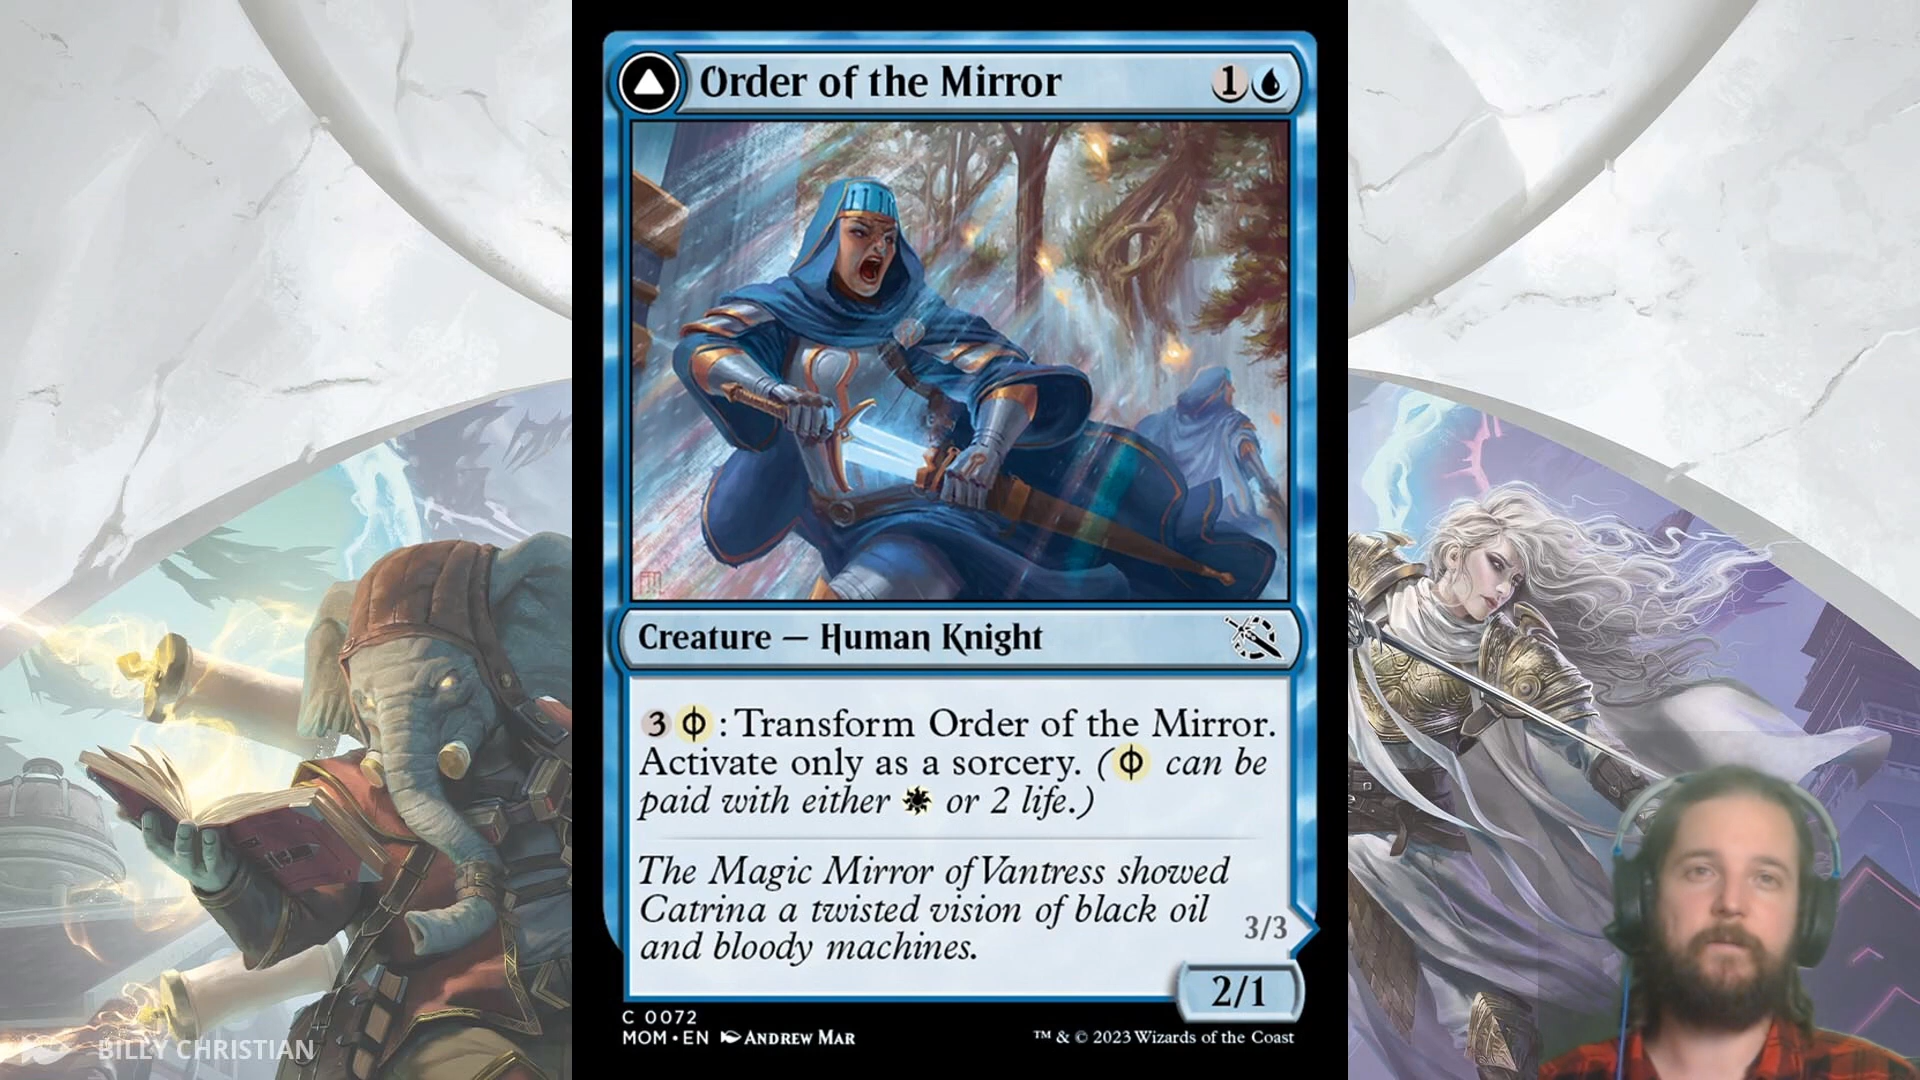 Order of the Mirror 1
Creature — Human Knight
3 : Transform Order of the Mirror.
Activate only as a sorcery. ( can be
paid with either or 2 life.)
The Magic Mirror of Vantress showed
Catrina a twisted vision of black oil
and bloody machines.
3/3
2/1
C 0072
MOM • EN ANDREW MAR
™ & © 2023 Wizards of the Coast
BILLY CHRISTIAN